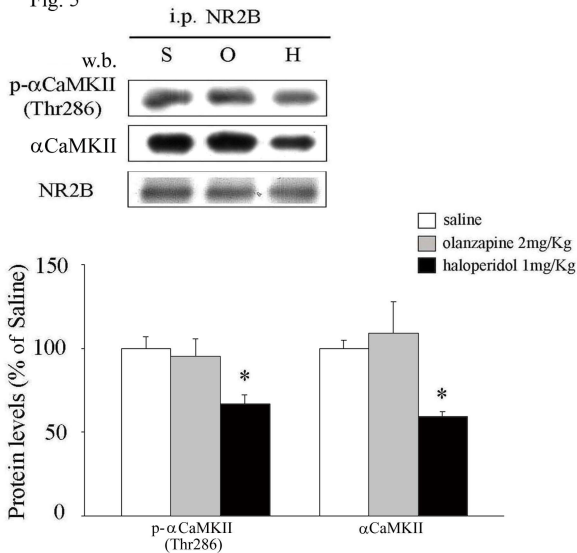 Fig. 5
i.p. NR2B
w.b. S O H
p-αCaMKII
(Thr286)
αCaMKII
NR2B
saline
olanzapine 2mg/Kg
haloperidol 1mg/Kg
Protein levels (% of Saline)
150
100
50
0
*
*
p-αCaMKII
(Thr286)
αCaMKII